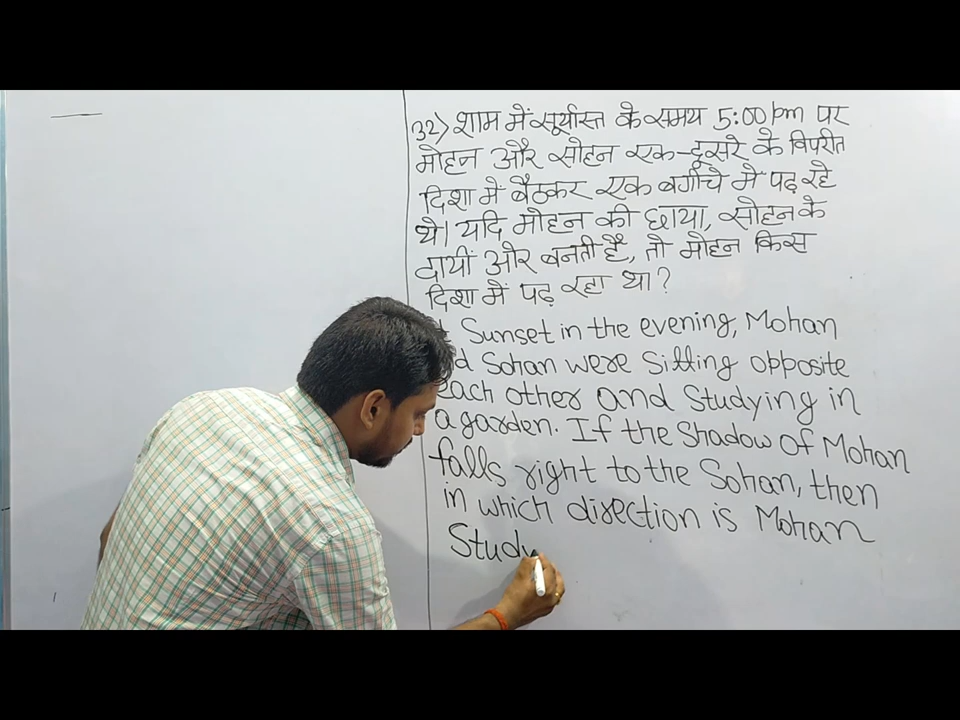 32) शाम में सूर्यास्त के समय 5:00 pm पर
मोहन और सोहन एक-दूसरे के विपरीत
दिशा में बैठकर एक बगीचे में पढ़ रहे
थे। यदि मोहन की छाया, सोहन के
दायीं ओर बनती है, तो मोहन किस
दिशा में पढ़ रहा था?
Sunset in the evening, Mohan
Sohan were Sitting opposite
each other and Studying in
a garden. If the Shadow of Mohan
falls right to the Sohan, then
in which direction is Mohan
Study